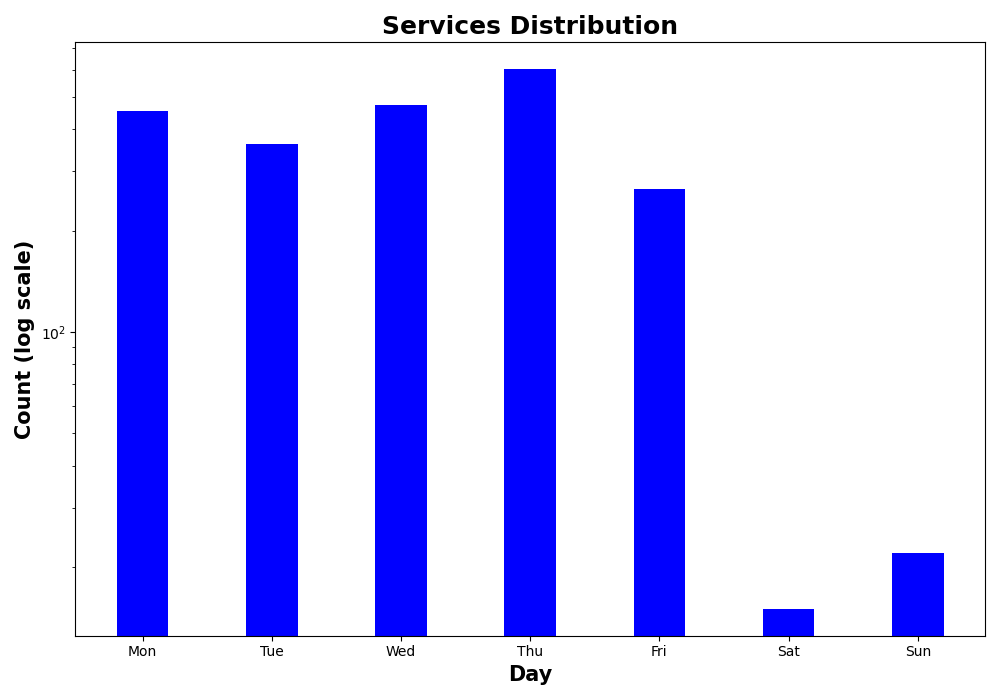 Services Distribution
Count (log scale)
10²
Mon Tue Wed Thu Fri Sat Sun
Day